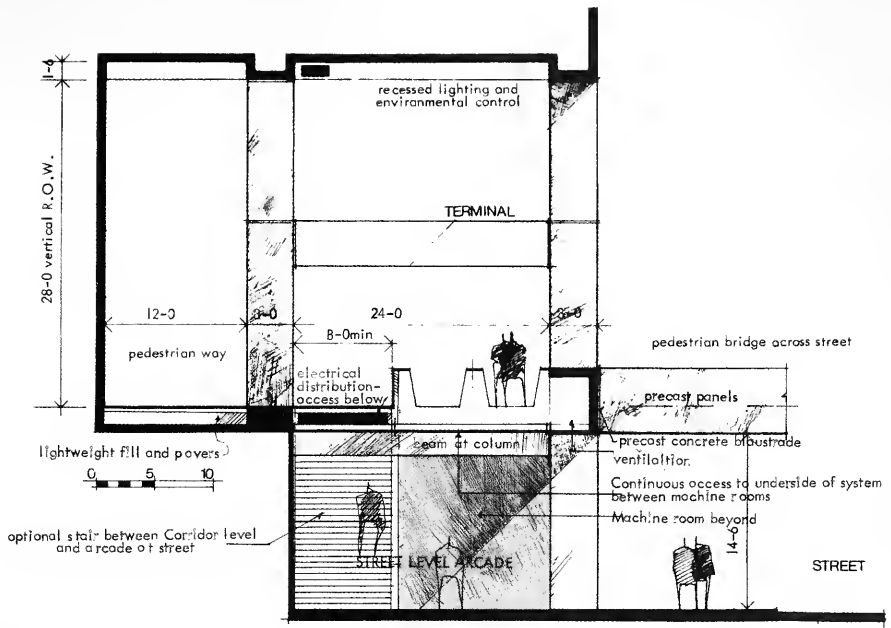 1-6
recessed lighting and
environmental control
28-0 vertical R.O.W.
TERMINAL
12-0
24-0
8-0min
pedestrian way
pedestrian bridge across street
electrical
distribution-
access below
precast panels
lightweight fill and pavers
beam at column
precast concrete blaustrade
ventilaltior.
0 5 10
Continuous access to underside of system
between machine rooms
Machine room beyond
optional stair between Corridor level
and arcade at street
14-6
STREET LEVEL ARCADE
STREET